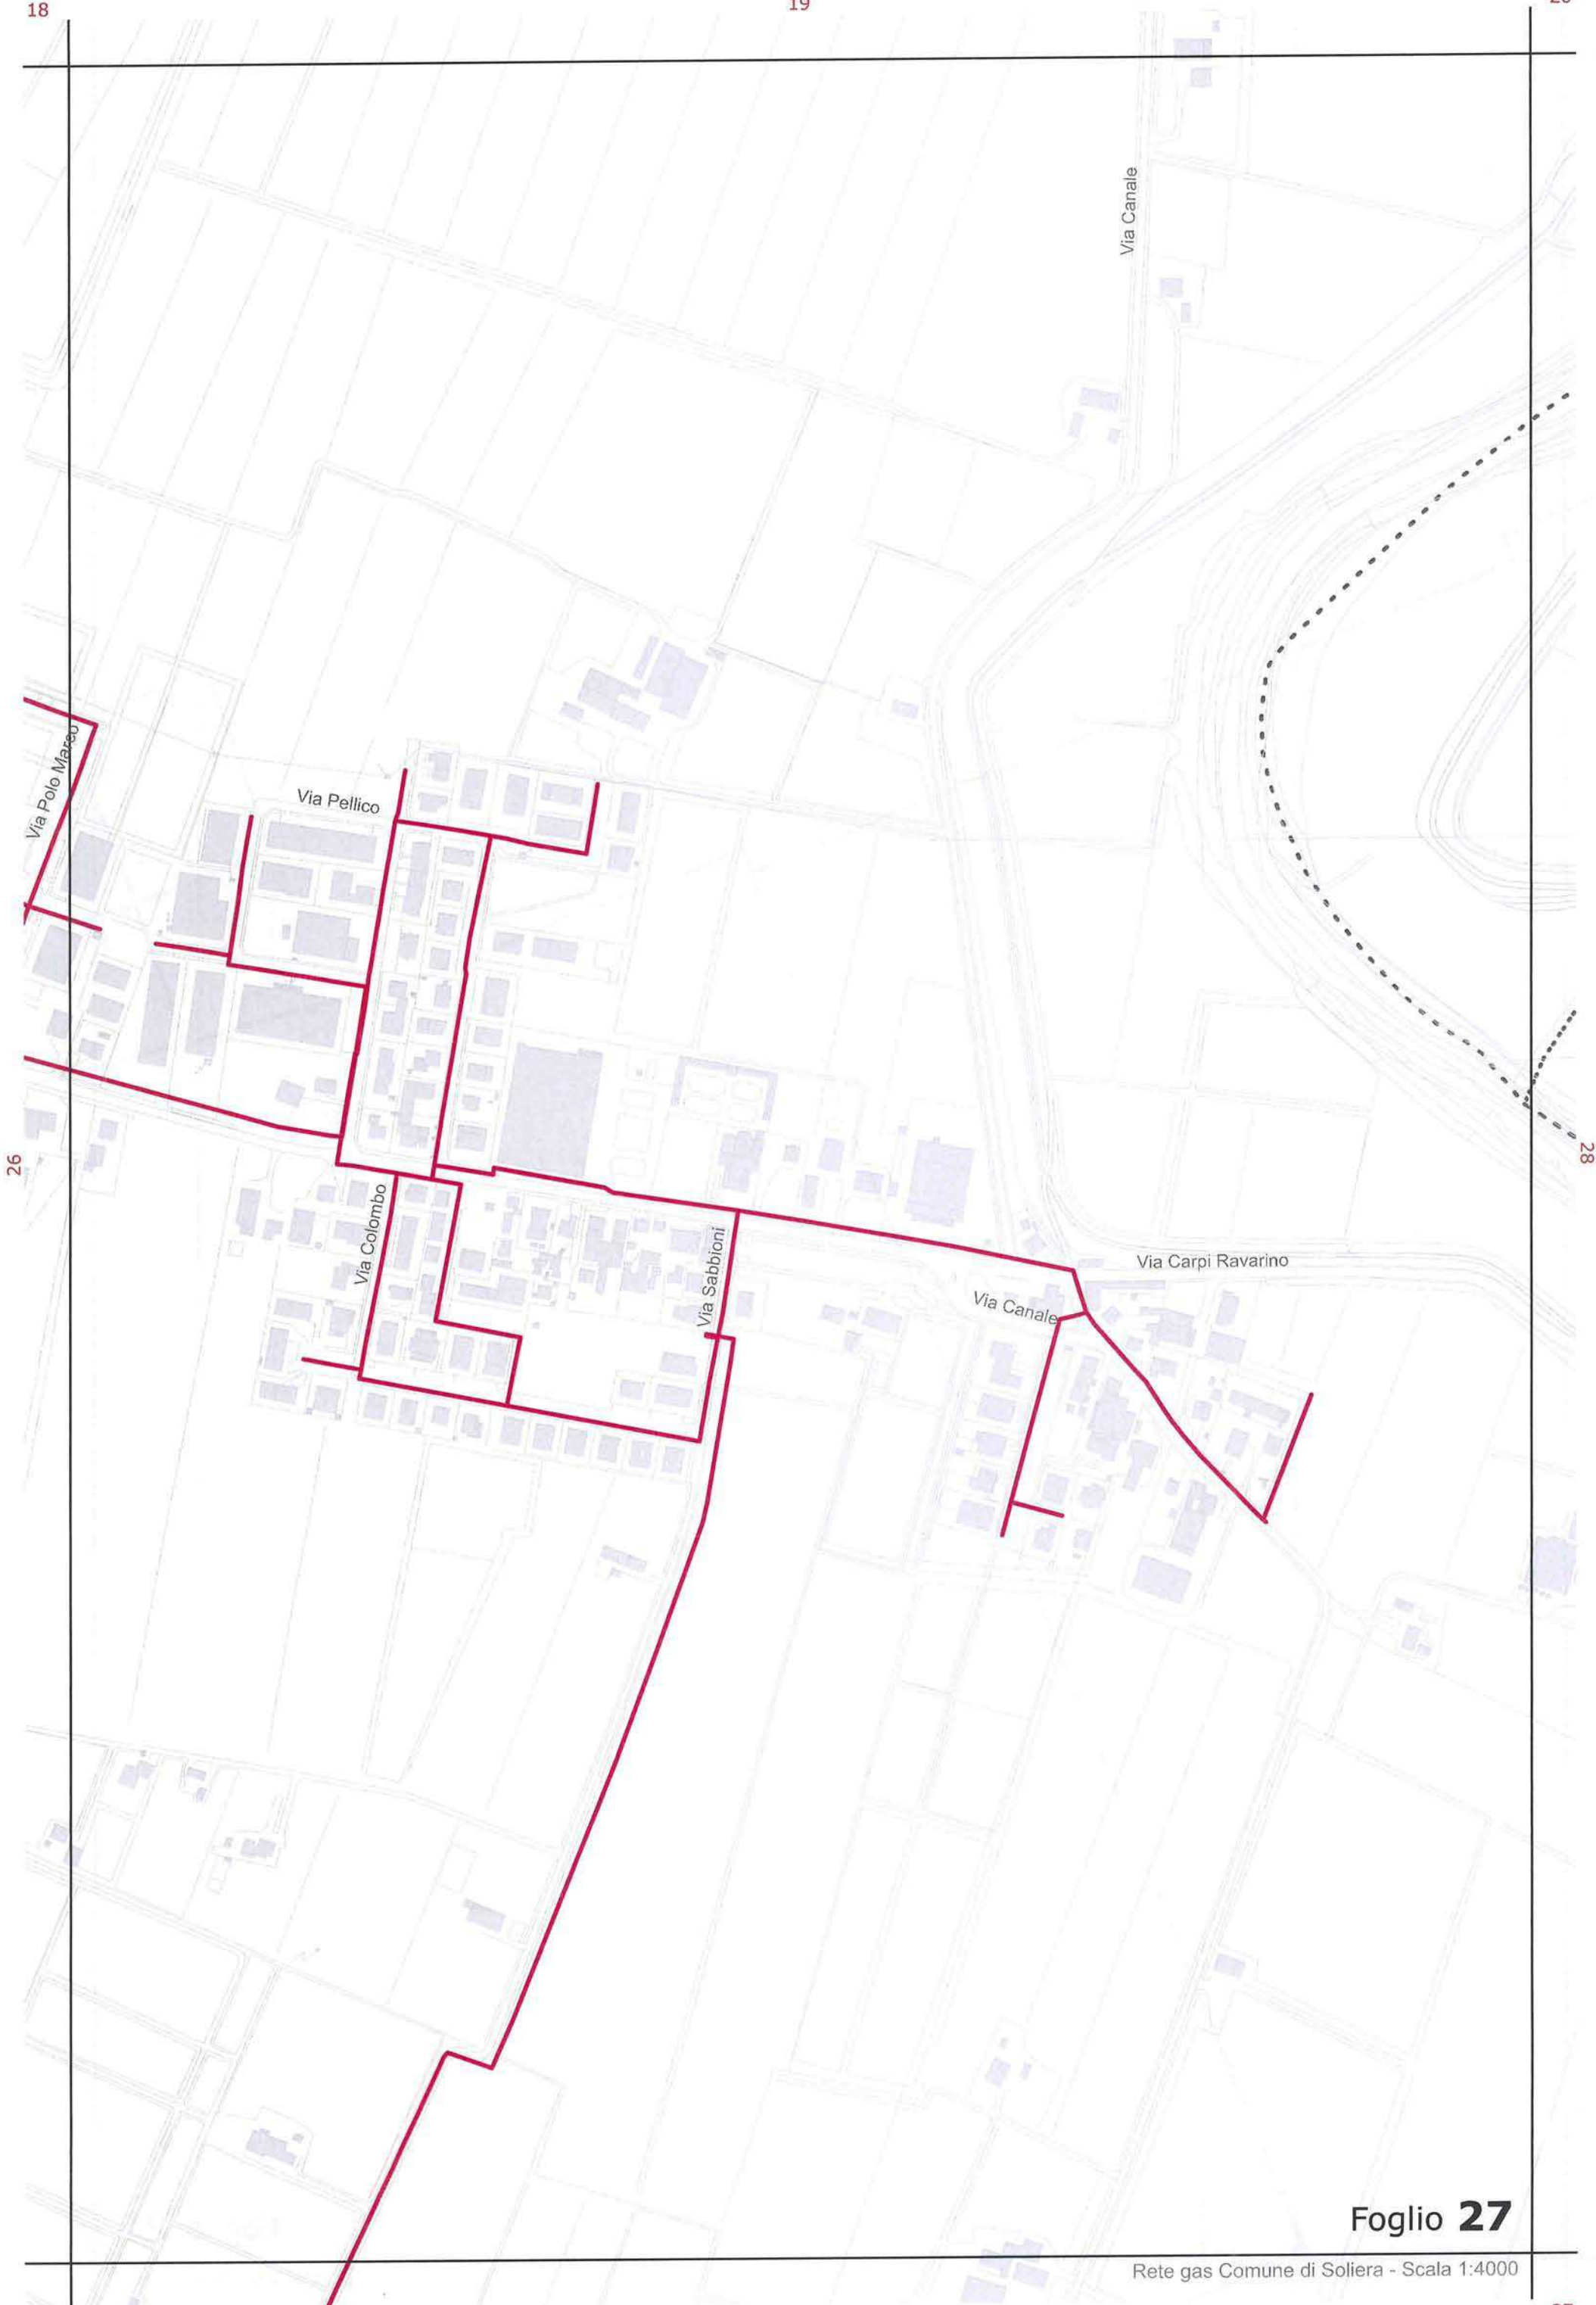 18
19
Via Canale
Via Polo Marco
Via Pellico
26
28
Via Colombo
Via Sabbioni
Via Carpi Ravarino
Via Canale
Foglio 27
Rete gas Comune di Soliera - Scala 1:4000